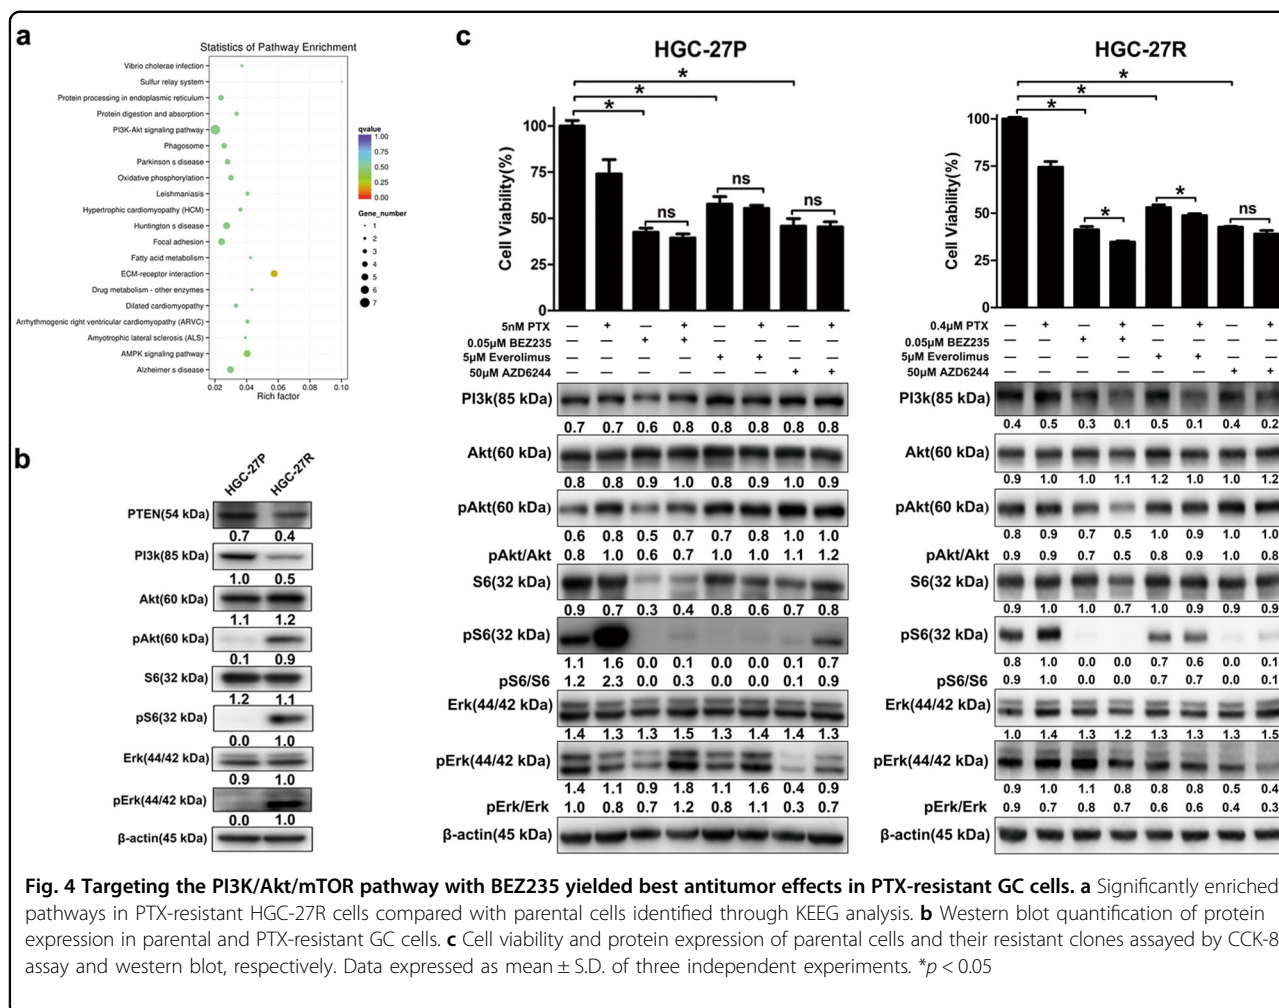 a
Statistics of Pathway Enrichment
Vibrio cholerae infection
Sulfur relay system
Protein processing in endoplasmic reticulum
Protein digestion and absorption
PI3K-Akt signaling pathway
Phagosome
Parkinson s disease
Oxidative phosphorylation
Leishmaniasis
Hypertrophic cardiomyopathy (HCM)
Huntington s disease
Focal adhesion
Fatty acid metabolism
ECM-receptor interaction
Drug metabolism - other enzymes
Dilated cardiomyopathy
Arrhythmogenic right ventricular cardiomyopathy (ARVC)
Amyotrophic lateral sclerosis (ALS)
AMPK signaling pathway
Alzheimer s disease
0.02 0.04 0.06 0.08 0.10
Rich factor
qvalue
1.00
0.75
0.50
0.25
0.00
Gene_number
1
2
3
4
5
6
7
b
HGC-27P HGC-27R
PTEN(54 kDa)
0.7 0.4
PI3k(85 kDa)
1.0 0.5
Akt(60 kDa)
1.1 1.2
pAkt(60 kDa)
0.1 0.9
S6(32 kDa)
1.2 1.1
pS6(32 kDa)
0.0 1.0
Erk(44/42 kDa)
0.9 1.0
pErk(44/42 kDa)
0.0 1.0
β-actin(45 kDa)
c
HGC-27P
*
*
*
ns
ns
ns
Cell Viability(%)
100
75
50
25
0
5nM PTX — + — + — + — +
0.05μM BEZ235 — — + + — — — —
5μM Everolimus — — — — + + — —
50μM AZD6244 — — — — — — + +
PI3k(85 kDa)
0.7 0.7 0.6 0.8 0.8 0.8 0.8 0.8
Akt(60 kDa)
0.8 0.8 0.9 1.0 0.8 0.9 1.0 0.9
pAkt(60 kDa)
0.6 0.8 0.5 0.7 0.7 0.8 1.0 1.0
pAkt/Akt 0.8 1.0 0.6 0.7 1.0 1.0 1.1 1.2
S6(32 kDa)
0.9 0.7 0.3 0.4 0.8 0.6 0.7 0.8
pS6(32 kDa)
1.1 1.6 0.0 0.1 0.0 0.0 0.1 0.7
pS6/S6 1.2 2.3 0.0 0.3 0.0 0.0 0.1 0.9
Erk(44/42 kDa)
1.4 1.3 1.3 1.5 1.3 1.4 1.4 1.3
pErk(44/42 kDa)
1.4 1.1 0.9 1.8 1.1 1.6 0.4 0.9
pErk/Erk 1.0 0.8 0.7 1.2 0.8 1.1 0.3 0.7
β-actin(45 kDa)
HGC-27R
*
*
*
*
*
ns
Cell Viability(%)
100
75
50
25
0
0.4μM PTX — + — + — + — +
0.05μM BEZ235 — — + + — — — —
5μM Everolimus — — — — + + — —
50μM AZD6244 — — — — — — + +
PI3k(85 kDa)
0.4 0.5 0.3 0.1 0.5 0.1 0.4 0.2
Akt(60 kDa)
0.9 1.0 1.0 1.1 1.2 1.0 1.0 1.2
pAkt(60 kDa)
0.8 0.9 0.7 0.5 1.0 0.9 1.0 1.0
pAkt/Akt 0.9 0.9 0.7 0.5 0.8 0.9 1.0 0.8
S6(32 kDa)
0.9 1.0 1.0 0.7 1.0 0.9 0.9 0.9
pS6(32 kDa)
0.8 1.0 0.0 0.0 0.7 0.6 0.0 0.1
pS6/S6 0.9 1.0 0.0 0.0 0.7 0.7 0.0 0.1
Erk(44/42 kDa)
1.0 1.4 1.3 1.2 1.3 1.3 1.3 1.5
pErk(44/42 kDa)
0.9 1.0 1.1 0.8 0.8 0.8 0.5 0.4
pErk/Erk 0.9 0.7 0.8 0.7 0.6 0.6 0.4 0.3
β-actin(45 kDa)
Fig. 4 Targeting the PI3K/Akt/mTOR pathway with BEZ235 yielded best antitumor effects in PTX-resistant GC cells. a Significantly enriched
pathways in PTX-resistant HGC-27R cells compared with parental cells identified through KEEG analysis. b Western blot quantification of protein
expression in parental and PTX-resistant GC cells. c Cell viability and protein expression of parental cells and their resistant clones assayed by CCK-8
assay and western blot, respectively. Data expressed as mean ± S.D. of three independent experiments. *p < 0.05